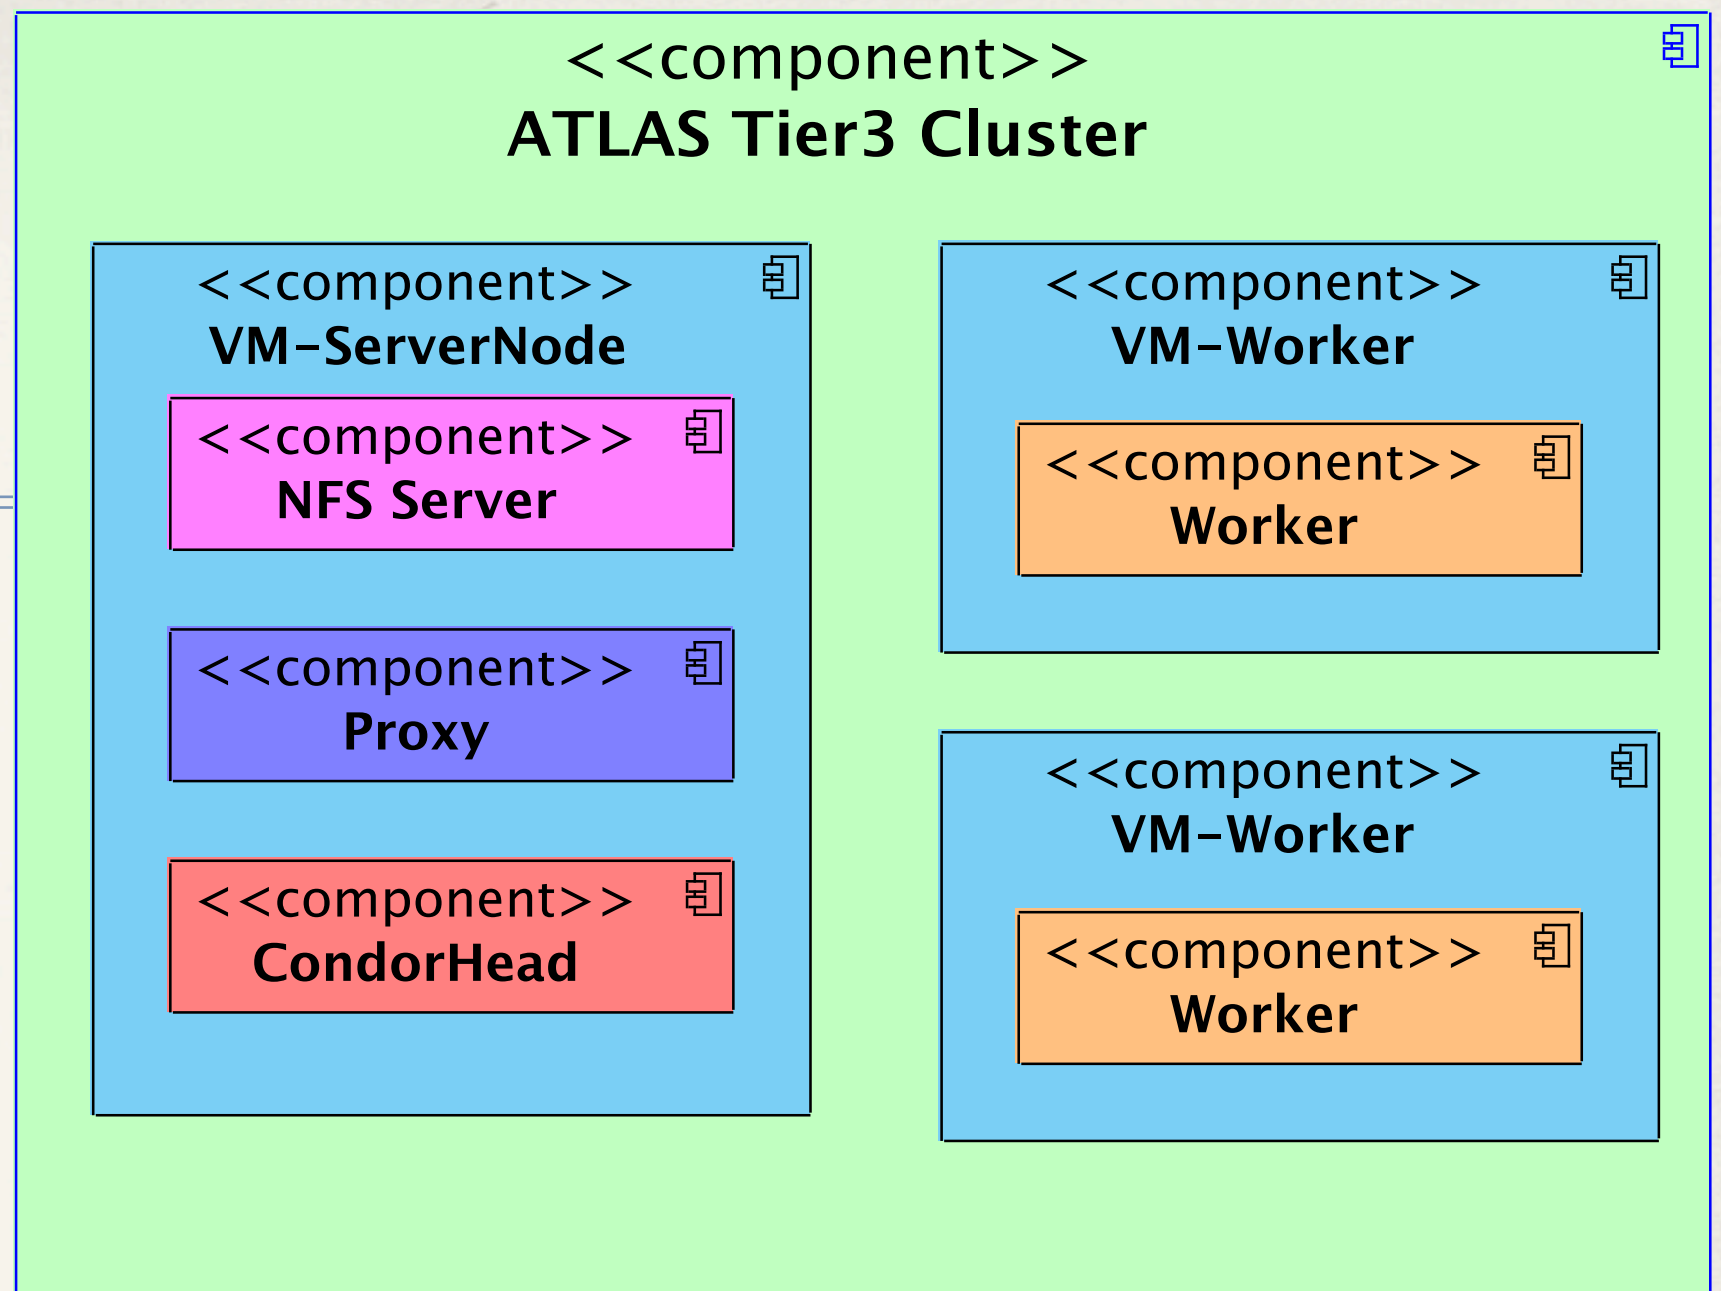 <<component>>
ATLAS Tier3 Cluster
<<component>>
VM-ServerNode
<<component>>
NFS Server
<<component>>
Proxy
<<component>>
CondorHead
<<component>>
VM-Worker
<<component>>
Worker
<<component>>
VM-Worker
<<component>>
Worker